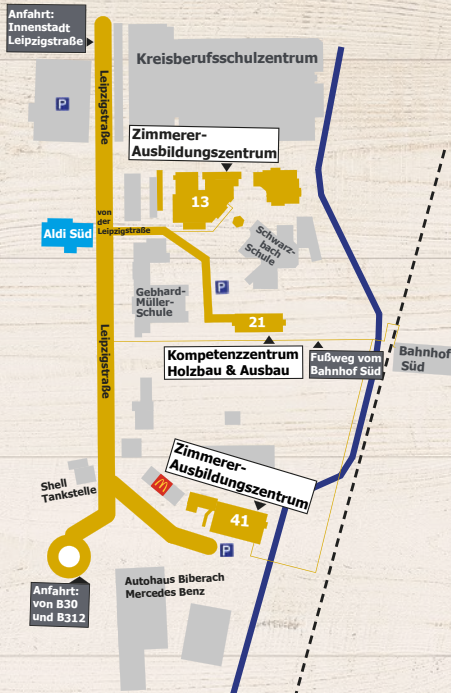 Anfahrt:
Innenstadt
Leipzigstraße
Kreisberufsschulzentrum
P
Leipzigstraße
Zimmerer-
Ausbildungszentrum
13
von
der
Leipzigstraße
Aldi Süd
Schwarz-
bach
Schule
P
Gebhard-
Müller-
Schule
21
Leipzigstraße
Kompetenzzentrum
Holzbau & Ausbau
Fußweg vom
Bahnhof Süd
Bahnhof
Süd
Zimmerer-
Ausbildungszentrum
M
Shell
Tankstelle
41
P
Autohaus Biberach
Mercedes Benz
Anfahrt:
von B30
und B312